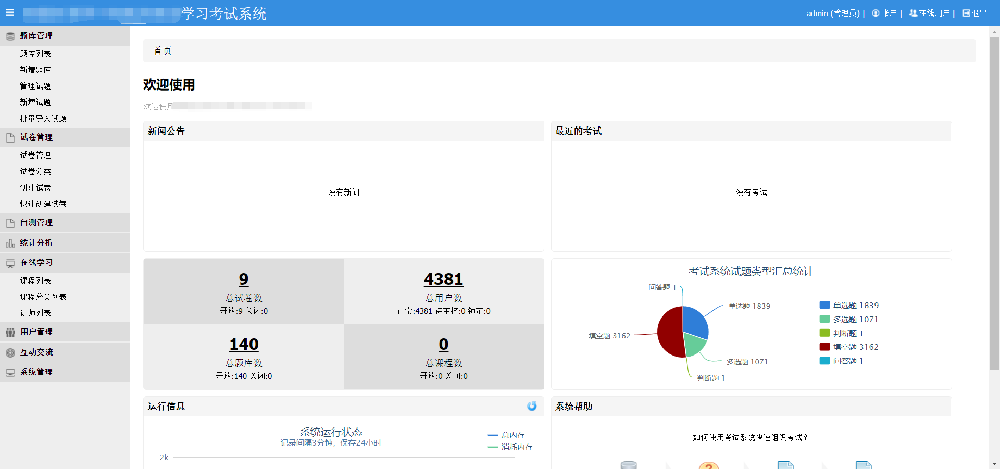 学习考试系统
admin (管理员) | 帐户 | 在线用户 | 退出
题库管理
题库列表
新增题库
管理试题
新增试题
批量导入试题
试卷管理
试卷管理
试卷分类
创建试卷
快速创建试卷
自测管理
统计分析
在线学习
课程列表
课程分类列表
讲师列表
用户管理
互动交流
系统管理
首页
欢迎使用
欢迎使用
新闻公告
没有新闻
最近的考试
没有考试
9
总试卷数
开放:9 关闭:0
4381
总用户数
正常:4381 待审核:0 锁定:0
140
总题库数
开放:140 关闭:0
0
总课程数
开放:0 关闭:0
考试系统试题类型汇总统计
问答题 1
单选题 1839
填空题 3162
多选题 1071
判断题 1
单选题 1839
多选题 1071
判断题 1
填空题 3162
问答题 1
运行信息
系统运行状态
记录间隔3分钟，保存24小时
总内存
消耗内存
2k
系统帮助
如何使用考试系统快速组织考试？